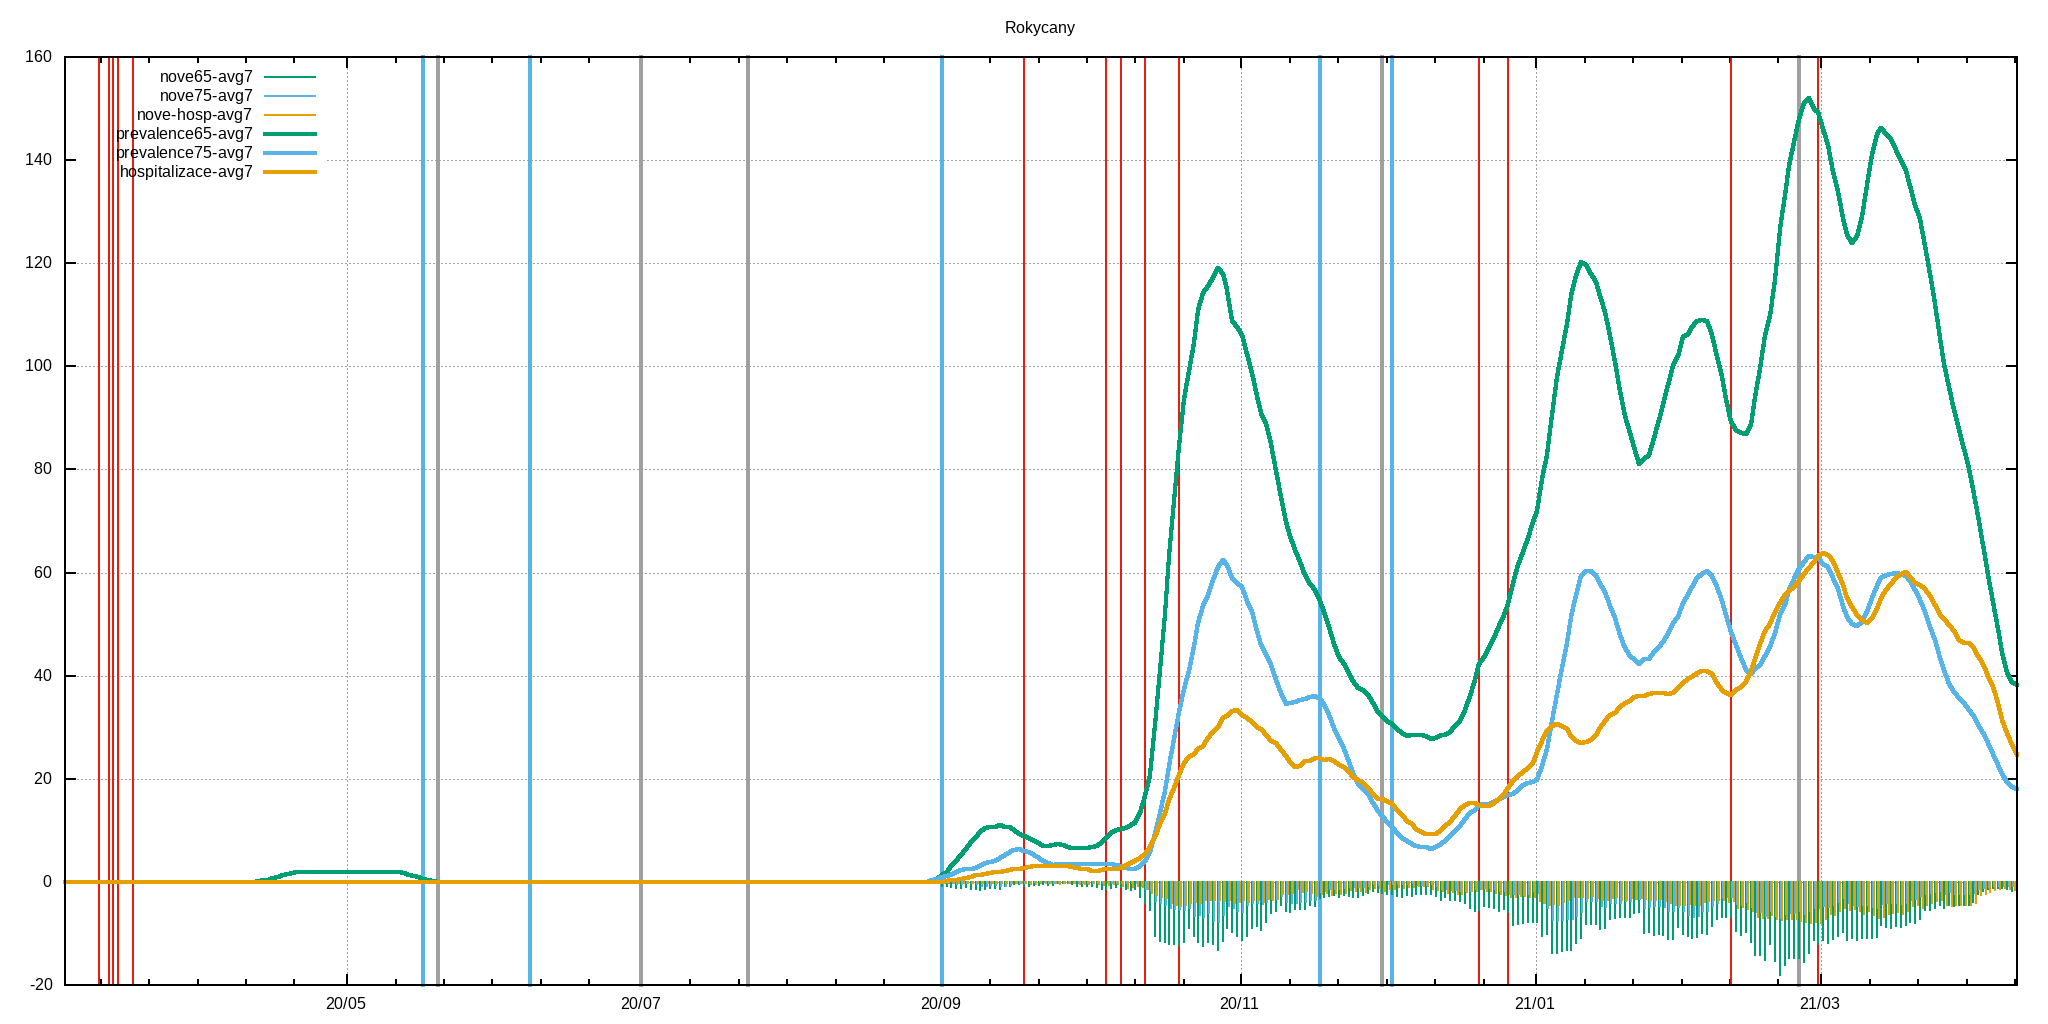 Rokycany
160
140
120
100
80
60
40
20
0
-20
nove65-avg7
nove75-avg7
nove-hosp-avg7
prevalence65-avg7
prevalence75-avg7
hospitalizace-avg7
20/05
20/07
20/09
20/11
21/01
21/03